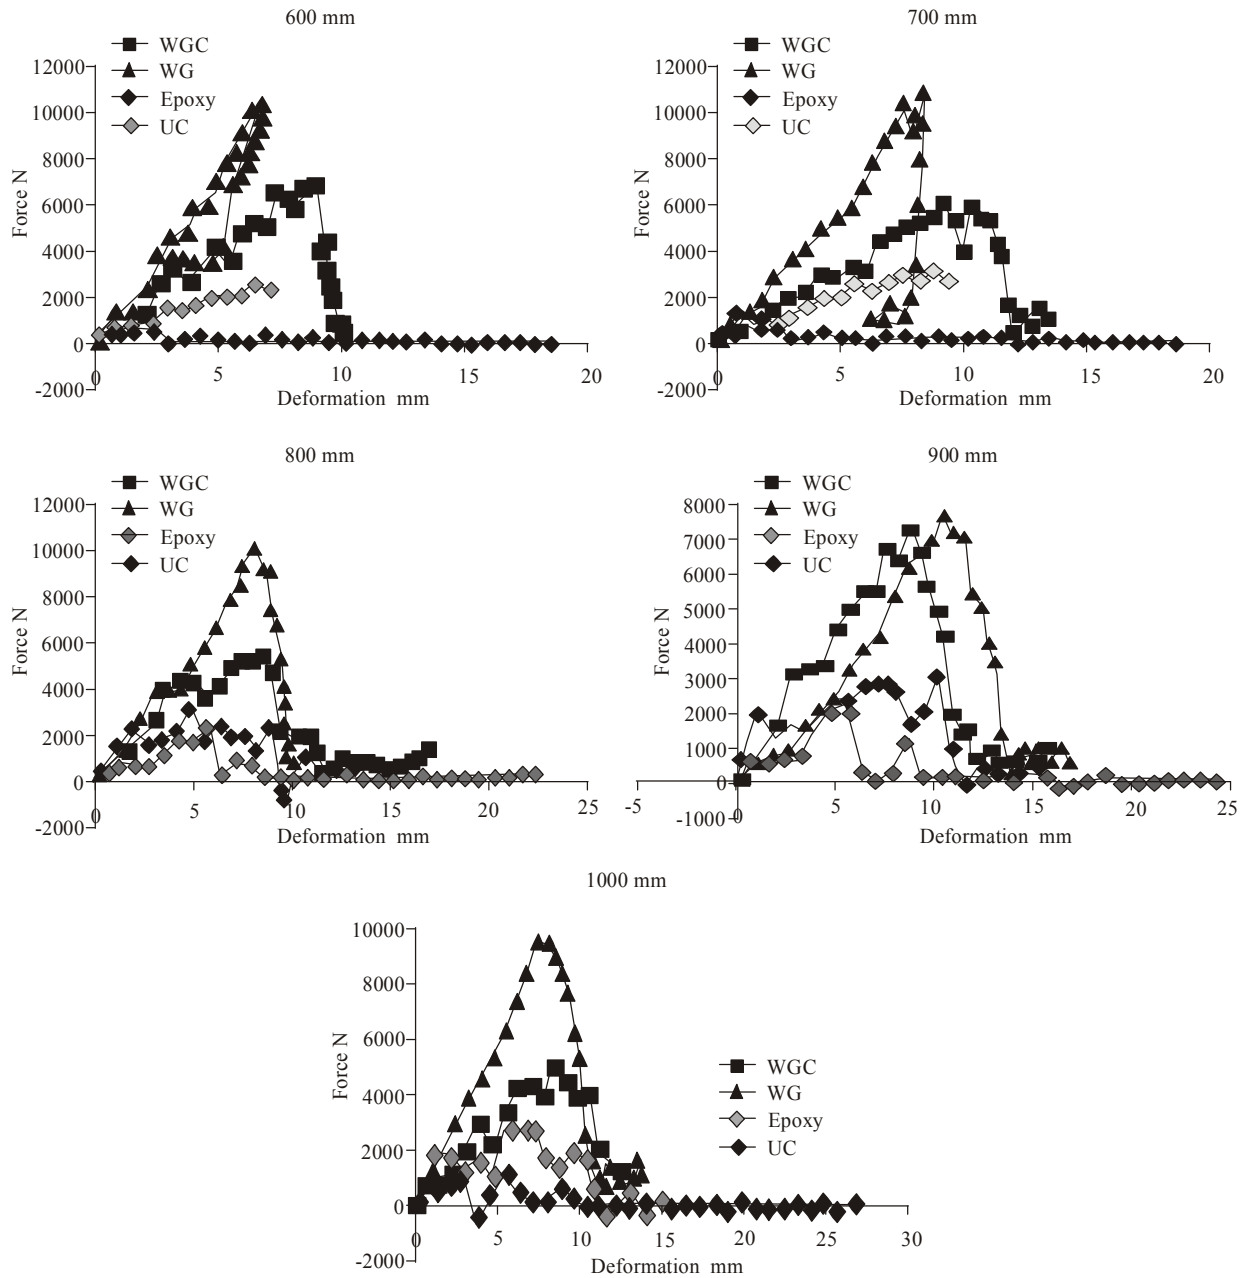 600 mm
WGC
WG
Epoxy
UC
12000
10000
8000
6000
4000
2000
0
-2000
0
5
10
15
20
Force N
Deformation mm
700 mm
WGC
WG
Epoxy
UC
12000
10000
8000
6000
4000
2000
0
-2000
0
5
10
15
20
Force N
Deformation mm
800 mm
WGC
WG
Epoxy
UC
12000
10000
8000
6000
4000
2000
0
-2000
0
5
10
15
20
25
Force N
Deformation mm
900 mm
WGC
WG
Epoxy
UC
8000
7000
6000
5000
4000
3000
2000
1000
0
-1000
-5
0
5
10
15
20
25
Force N
Deformation mm
1000 mm
10000
8000
6000
4000
2000
0
-2000
0
5
10
15
20
25
30
Force N
WGC
WG
Epoxy
UC
Deformation mm